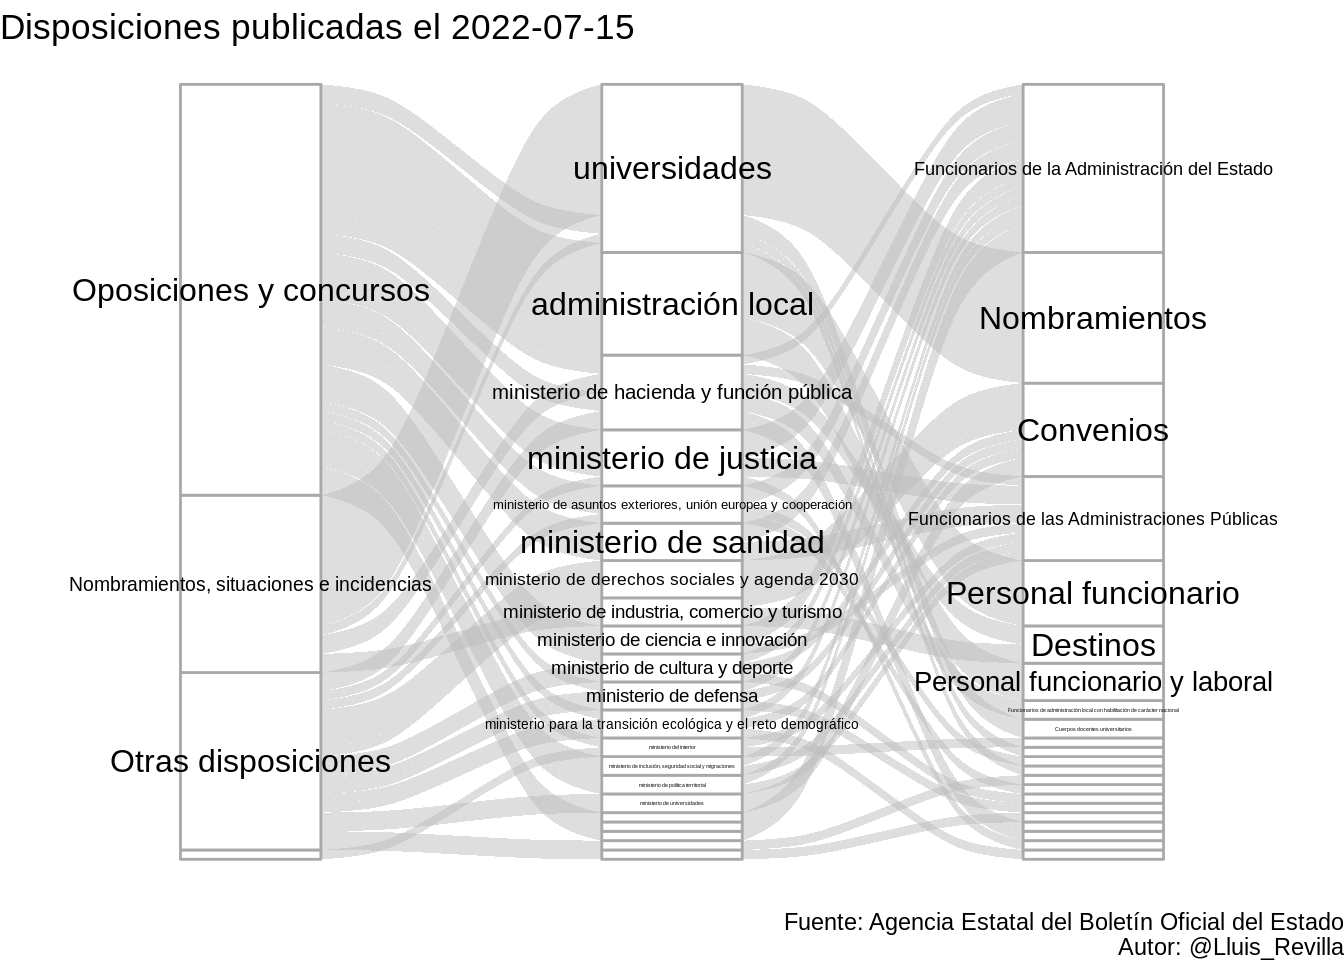 Disposiciones publicadas el 2022-07-15
Oposiciones y concursos
Nombramientos, situaciones e incidencias
Otras disposiciones
universidades
administración local
ministerio de hacienda y función pública
ministerio de justicia
ministerio de asuntos exteriores, unión europea y cooperación
ministerio de sanidad
ministerio de derechos sociales y agenda 2030
ministerio de industria, comercio y turismo
ministerio de ciencia e innovación
ministerio de cultura y deporte
ministerio de defensa
ministerio para la transición ecológica y el reto demográfico
ministerio del interior
ministerio de inclusión, seguridad social y migraciones
ministerio de política territorial
ministerio de universidades
Funcionarios de la Administración del Estado
Nombramientos
Convenios
Funcionarios de las Administraciones Públicas
Personal funcionario
Destinos
Personal funcionario y laboral
Funcionarios de administración local con habilitación de carácter nacional
Cuerpos docentes universitarios
Fuente: Agencia Estatal del Boletín Oficial del Estado
Autor: @Lluis_Revilla